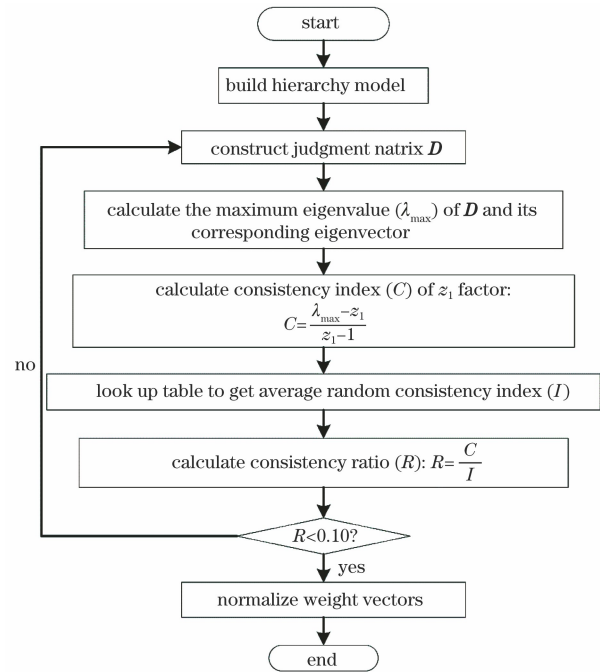 start
build hierarchy model
construct judgment natrix D
calculate the maximum eigenvalue (λmax) of D and its
corresponding eigenvector
calculate consistency index (C) of z1 factor:
C=λmax−z1/z1−1
no
look up table to get average random consistency index (I)
calculate consistency ratio (R): R=C/I
R<0.10?
yes
normalize weight vectors
end